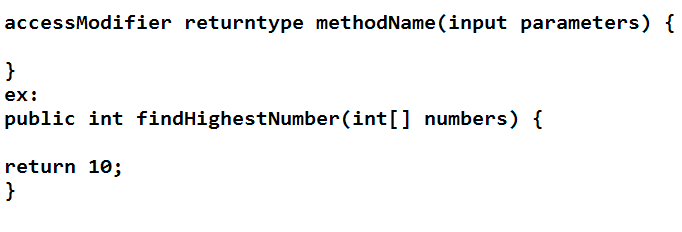 accessModifier returntype methodName(input parameters) {
}
ex:
public int findHighestNumber(int[] numbers) {
return 10;
}